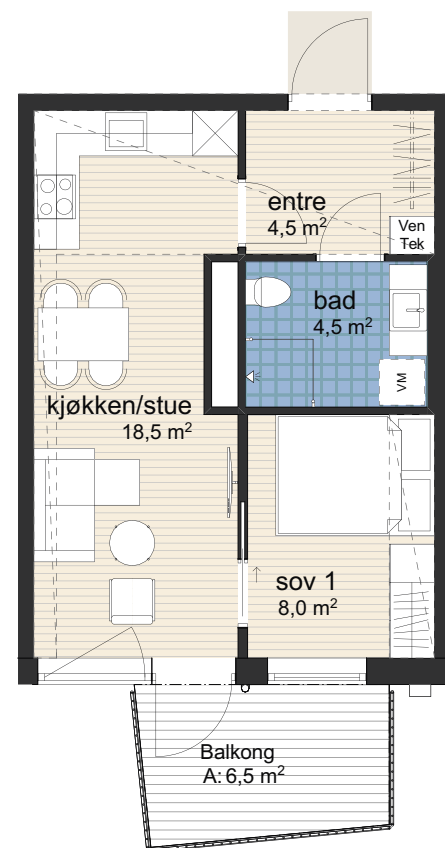 entre
4,5 m²
Ven
Tek
bad
4,5 m²
VM
kjøkken/stue
18,5 m²
sov 1
8,0 m²
Balkong
A: 6,5 m²